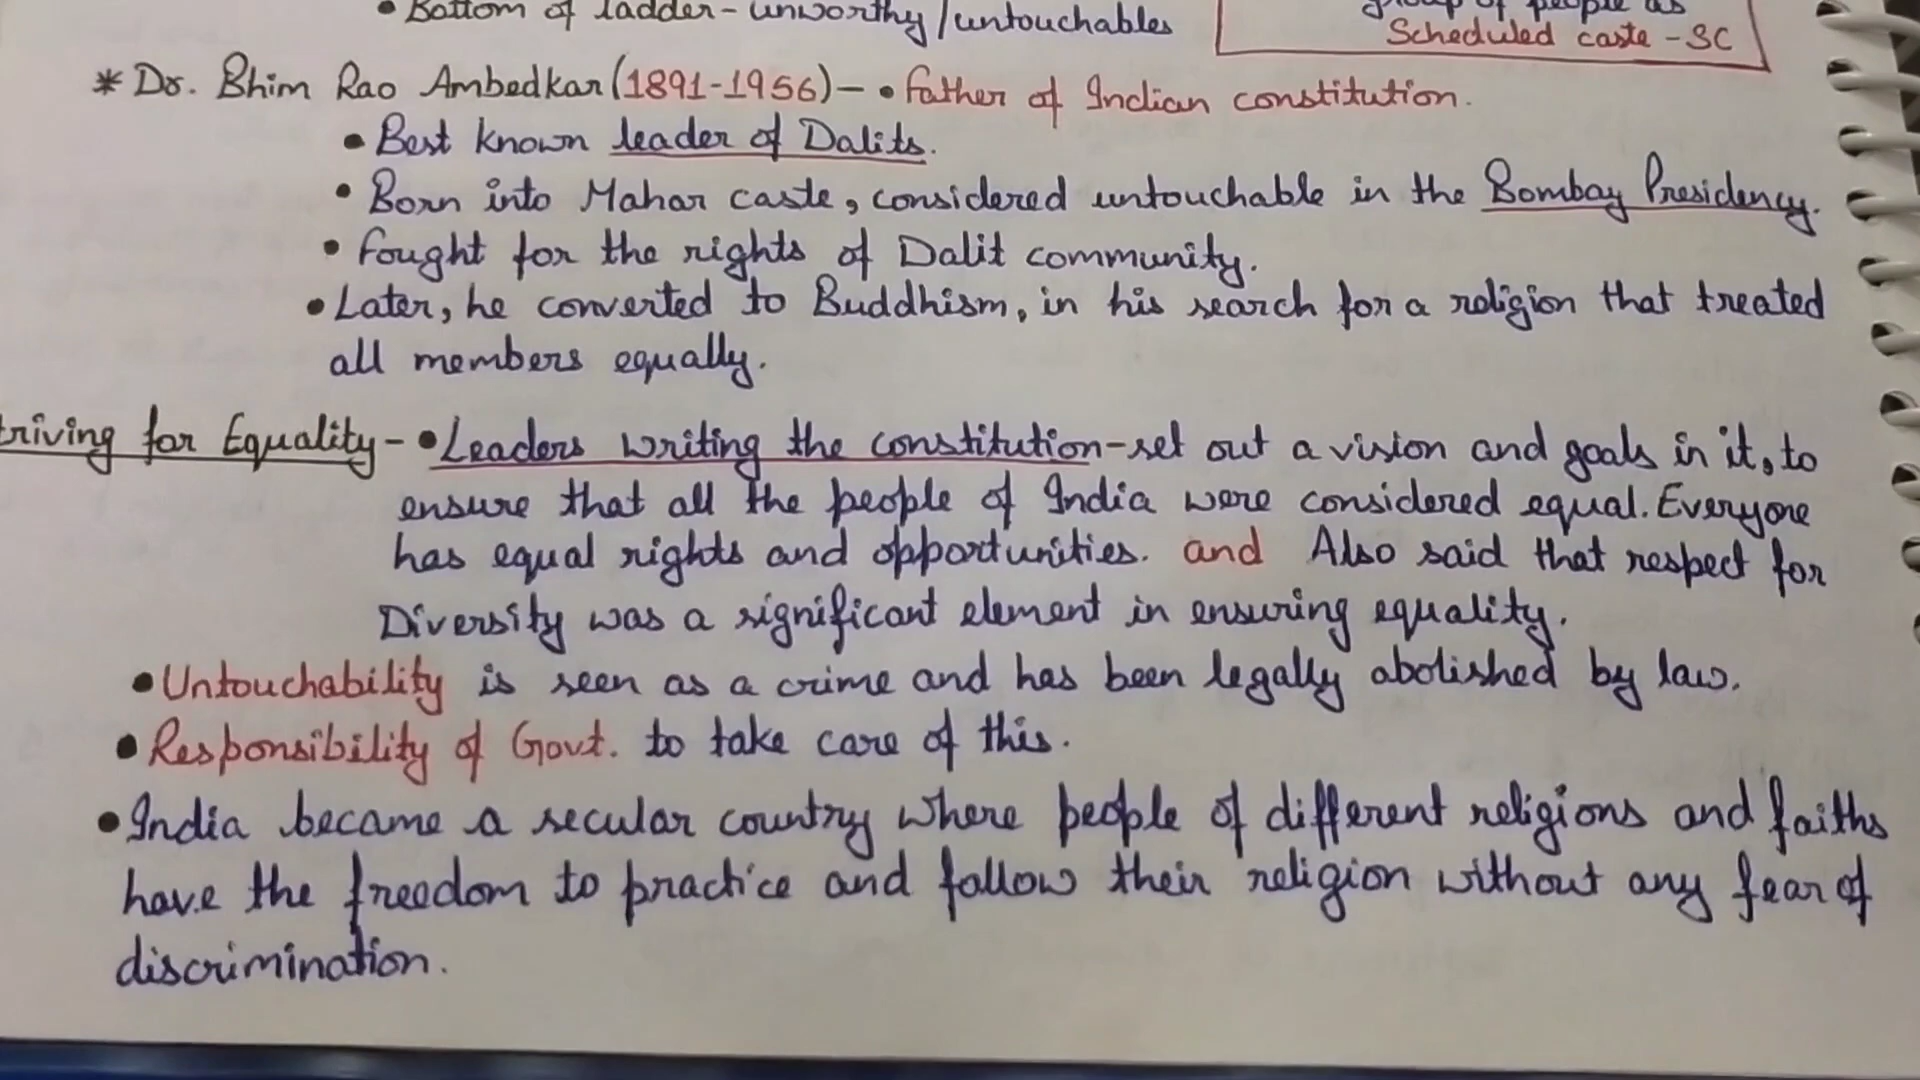 • Bottom of ladder - unworthy/untouchables
group of people as
Scheduled caste - SC
* Dr. Bhim Rao Ambedkar (1891-1956) - • Father of Indian constitution.
• Best known leader of Dalits.
• Born into Mahar caste, considered untouchable in the Bombay Presidency.
• Fought for the rights of Dalit community.
• Later, he converted to Buddhism, in his search for a religion that treated
all members equally.
triving for Equality - • Leaders writing the constitution - set out a vision and goals in it, to
ensure that all the people of India were considered equal. Everyone
has equal rights and opportunities. and Also said that respect for
Diversity was a significant element in ensuring equality.
• Untouchability is seen as a crime and has been legally abolished by law.
• Responsibility of Govt. to take care of this.
• India became a secular country where people of different religions and faiths
have the freedom to practice and follow their religion without any fear of
discrimination.